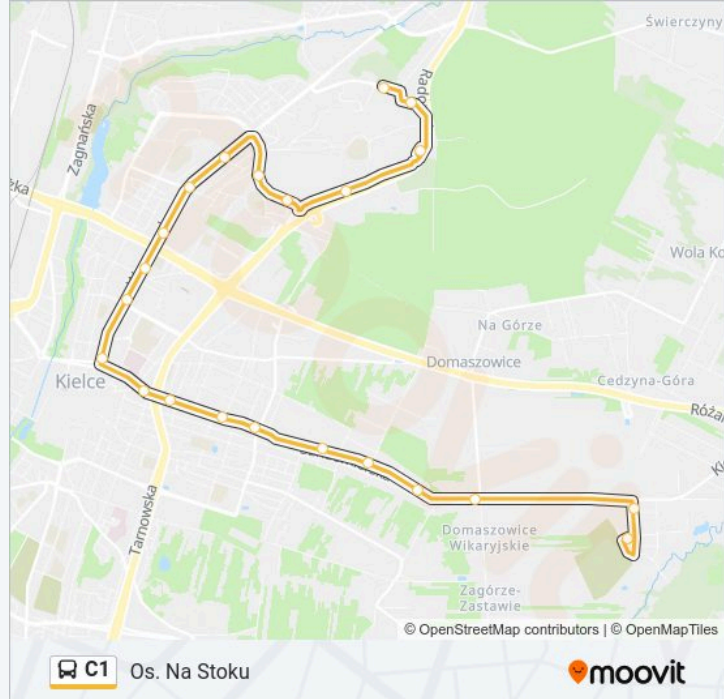 Świerczyny
Rado
Zagnańska
Wola Ko
Na Górze
Domaszowice
Cedzyna-Góra
Kielce
Różai
Tarnowska
Domaszowice
Wikaryjskie
Zagórze-
Zastawie
© OpenStreetMap contributors | © OpenMapTiles
C1 Os. Na Stoku
moovit